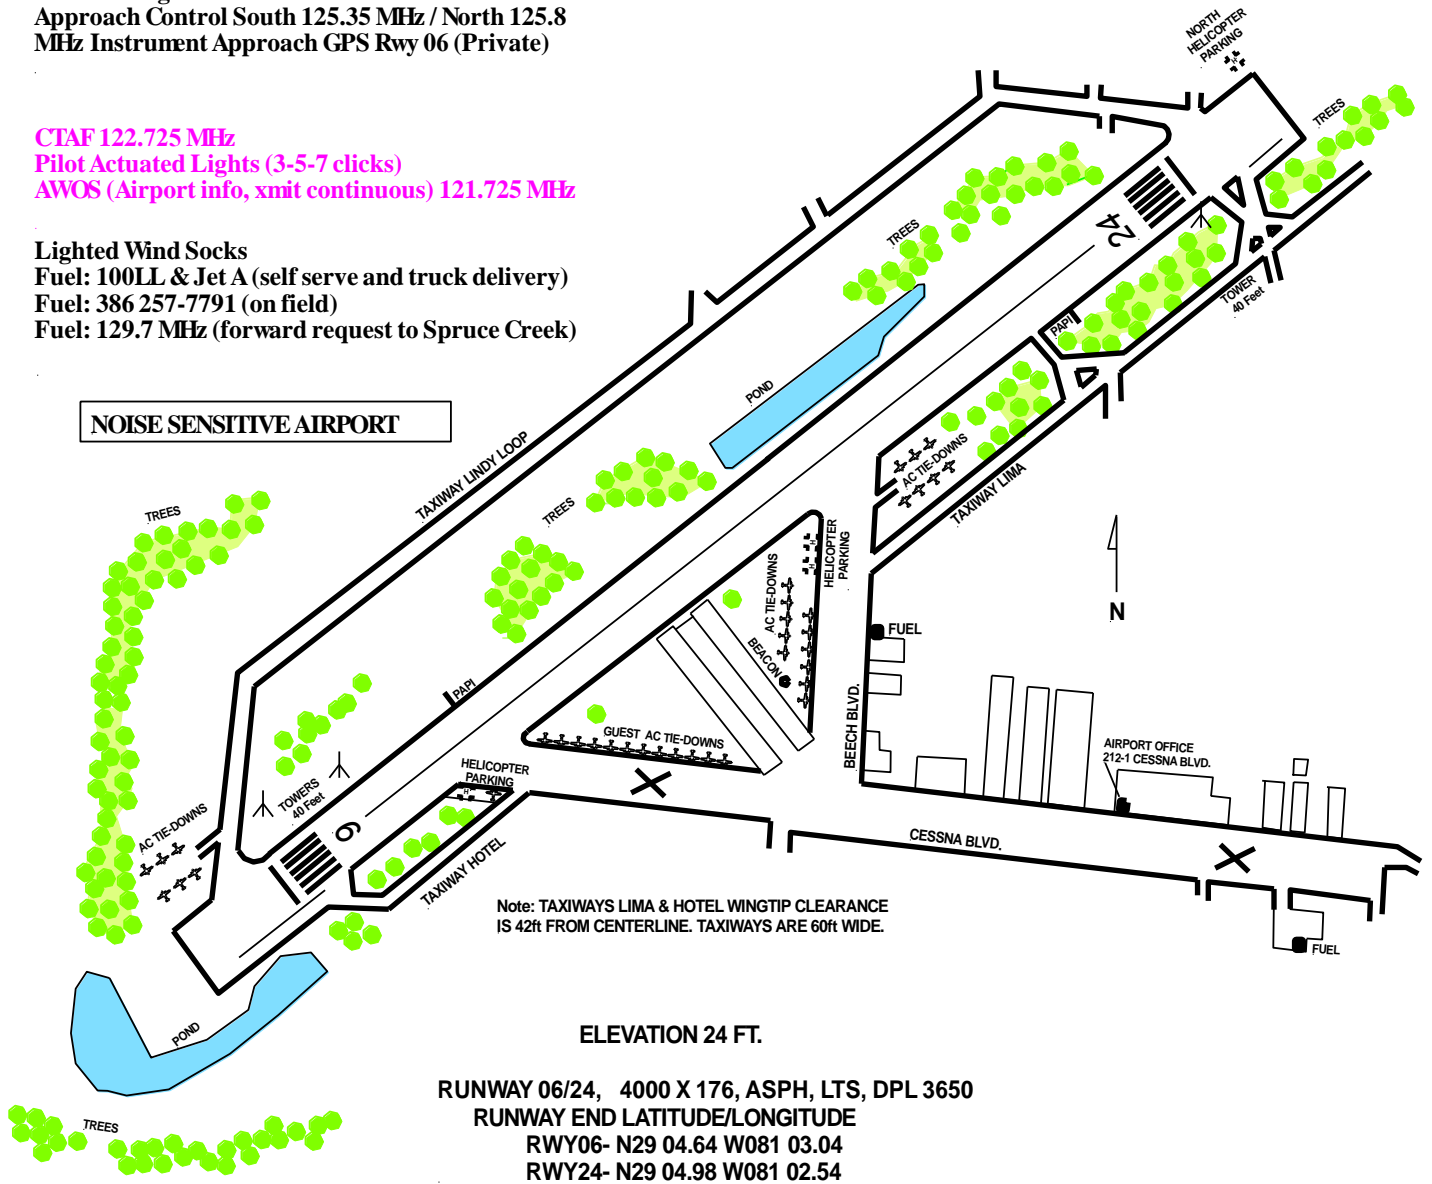 Approach Control South 125.35 MHz / North 125.8
MHz Instrument Approach GPS Rwy 06 (Private)
CTAF 122.725 MHz
Pilot Actuated Lights (3-5-7 clicks)
AWOS (Airport info, xmit continuous) 121.725 MHz
Lighted Wind Socks
Fuel: 100LL & Jet A (self serve and truck delivery)
Fuel: 386 257-7791 (on field)
Fuel: 129.7 MHz (forward request to Spruce Creek)
NOISE SENSITIVE AIRPORT
NORTH
HELICOPTER
PARKING
H
TREES
TREES
24
TOWER
40 Feet
PAPI
POND
TAXIWAY LINDY LOOP
AC TIE-DOWNS
TAXIWAY LIMA
TREES
TREES
HELICOPTER
PARKING
H
H
AC TIE-DOWNS
BEACON
N
FUEL
PAPI
GUEST AC TIE-DOWNS
BEECH BLVD.
AIRPORT OFFICE
212-1 CESSNA BLVD.
HELICOPTER
PARKING
H
TOWERS
40 Feet
AC TIE-DOWNS
6
TAXIWAY HOTEL
CESSNA BLVD.
Note: TAXIWAYS LIMA & HOTEL WINGTIP CLEARANCE
IS 42ft FROM CENTERLINE. TAXIWAYS ARE 60ft WIDE.
FUEL
POND
TREES
ELEVATION 24 FT.
RUNWAY 06/24, 4000 X 176, ASPH, LTS, DPL 3650
RUNWAY END LATITUDE/LONGITUDE
RWY06- N29 04.64 W081 03.04
RWY24- N29 04.98 W081 02.54